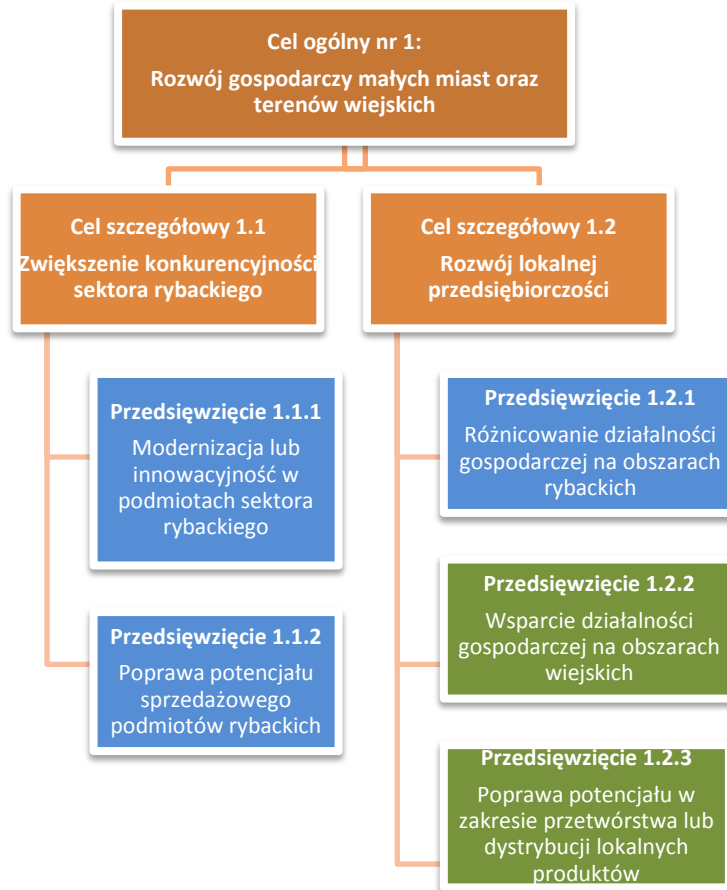 Cel ogólny nr 1:
Rozwój gospodarczy małych miast oraz
terenów wiejskich
Cel szczegółowy 1.1
Zwiększenie konkurencyjności
sektora rybackiego
Cel szczegółowy 1.2
Rozwój lokalnej
przedsiębiorczości
Przedsięwzięcie 1.1.1
Modernizacja lub
innowacyjność w
podmiotach sektora
rybackiego
Przedsięwzięcie 1.1.2
Poprawa potencjału
sprzedażowego
podmiotów rybackich
Przedsięwzięcie 1.2.1
Różnicowanie działalności
gospodarczej na obszarach
rybackich
Przedsięwzięcie 1.2.2
Wsparcie działalności
gospodarczej na obszarach
wiejskich
Przedsięwzięcie 1.2.3
Poprawa potencjału w
zakresie przetwórstwa lub
dystrybucji lokalnych
produktów